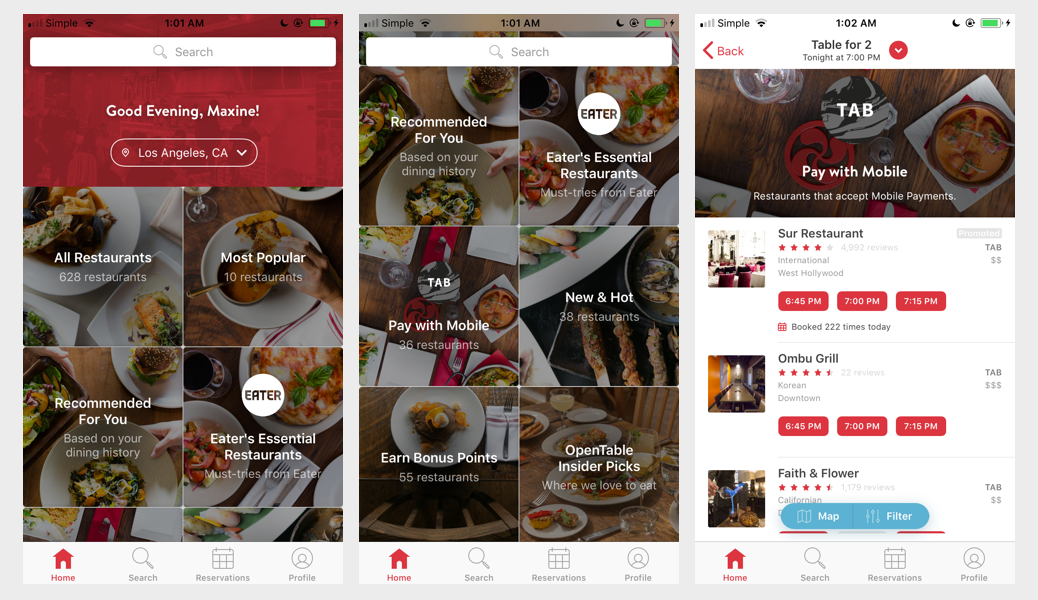 Simple 1:01 AM
Search
Good Evening, Maxine!
Los Angeles, CA
All Restaurants
628 restaurants
Most Popular
10 restaurants
Recommended
For You
Based on your
dining history
EATER
Eater's Essential
Restaurants
Must-tries from Eater
Home Search Reservations Profile
Simple 1:01 AM
Search
Recommended
For You
Based on your
dining history
EATER
Eater's Essential
Restaurants
Must-tries from Eater
TAB
Pay with Mobile
36 restaurants
New & Hot
38 restaurants
Earn Bonus Points
55 restaurants
OpenTable
Insider Picks
Where we love to eat
Home Search Reservations Profile
Simple 1:02 AM
Back
Table for 2
Tonight at 7:00 PM
TAB
Pay with Mobile
Restaurants that accept Mobile Payments.
Sur Restaurant Promoted
4,992 reviews TAB
International $$
West Hollywood
6:45 PM 7:00 PM 7:15 PM
Booked 222 times today
Ombu Grill
22 reviews TAB
Korean $$$
Downtown
6:45 PM 7:00 PM 7:15 PM
Faith & Flower
1,179 reviews TAB
Californian $$
Map Filter
Home Search Reservations Profile